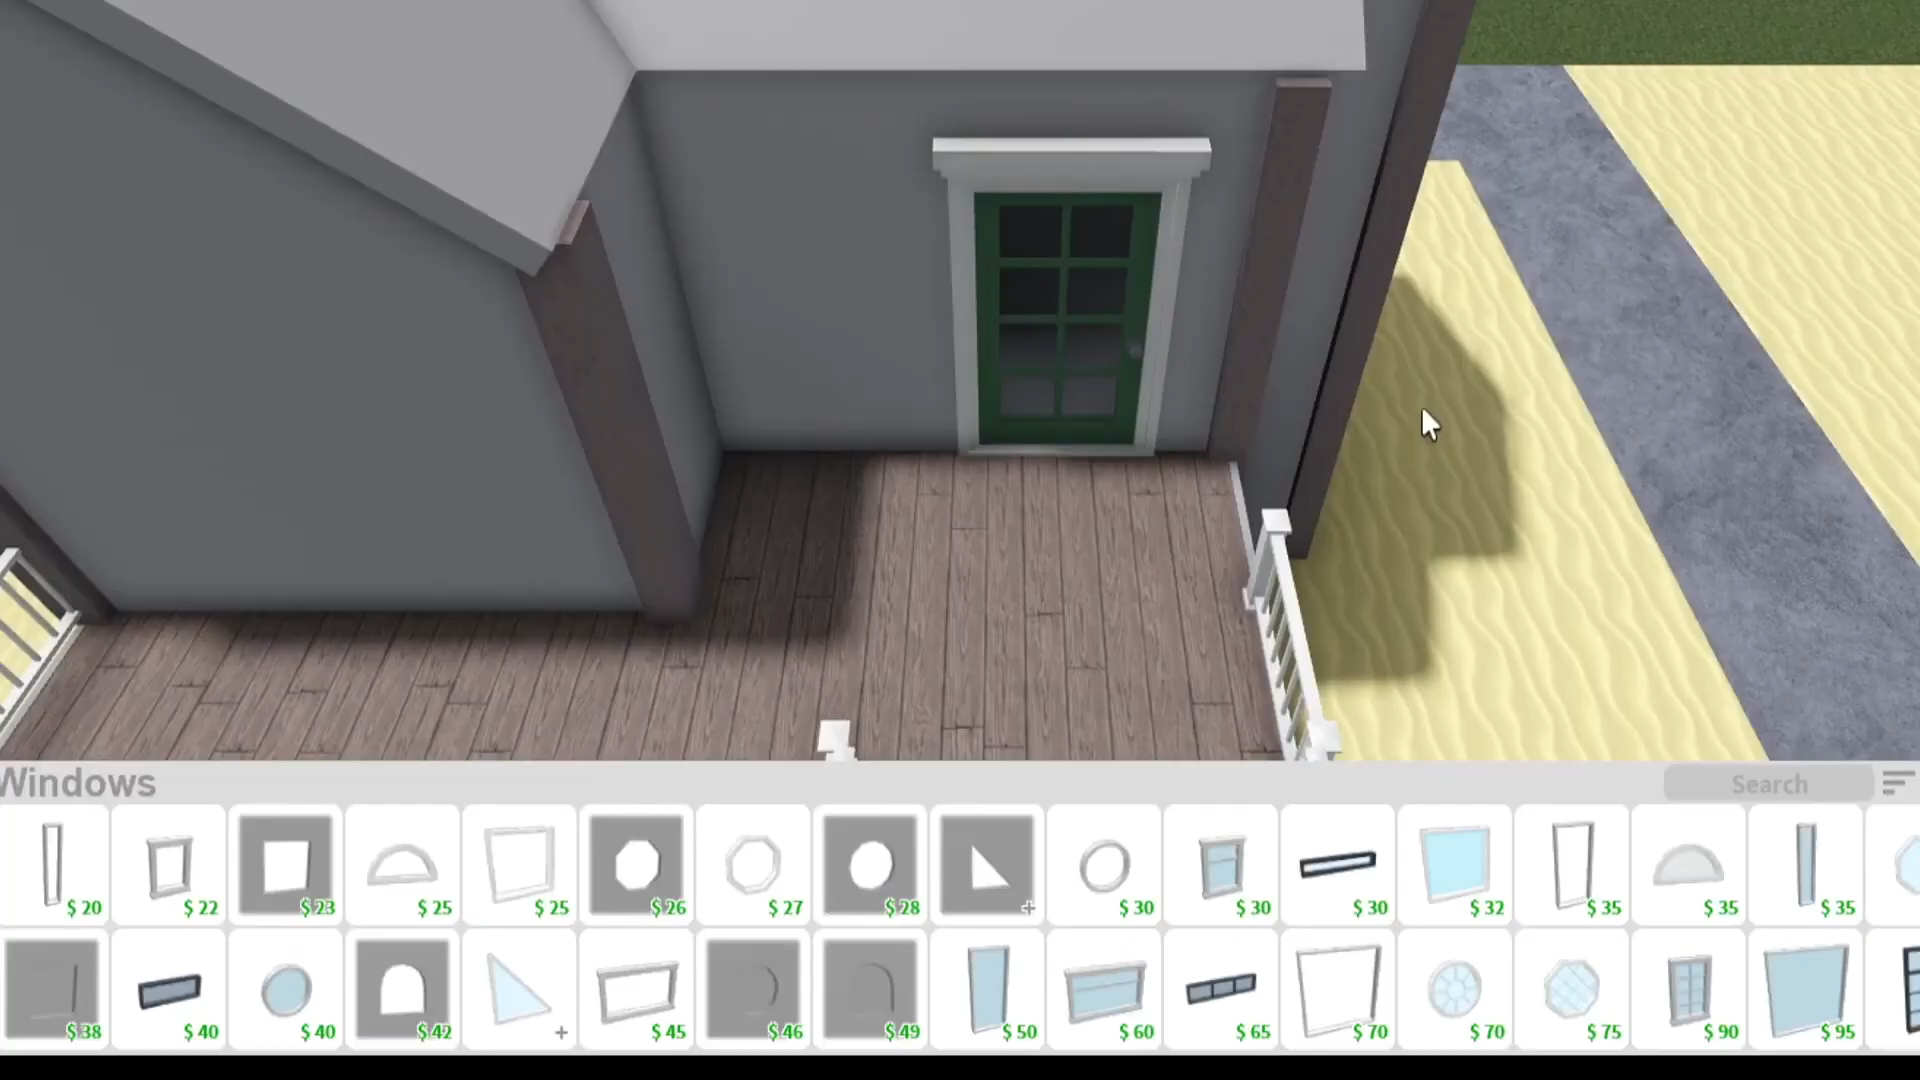 Windows
Search
$ 20 $ 22 $ 23 $ 25 $ 25 $ 26 $ 27 $ 28 + $ 30 $ 30 $ 30 $ 32 $ 35 $ 35 $ 35
$ 38 $ 40 $ 40 $ 42 + $ 45 $ 46 $ 49 $ 50 $ 60 $ 65 $ 70 $ 70 $ 75 $ 90 $ 95